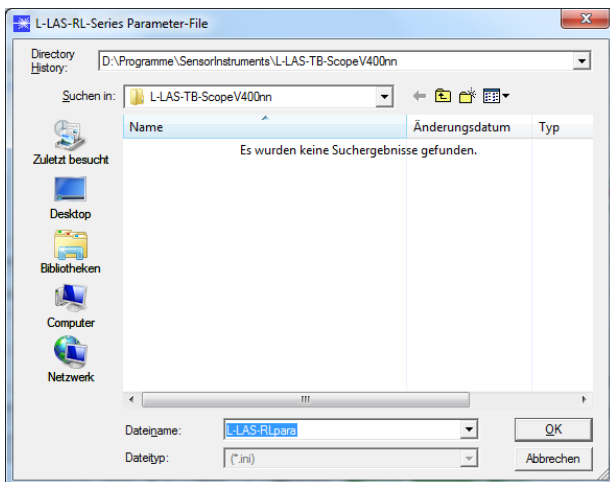 L-LAS-RL-Series Parameter-File
Directory
History:
D:\Programme\SensorInstruments\L-LAS-TB-ScopeV400nn
Suchen in:
L-LAS-TB-ScopeV400nn
Name
Änderungsdatum
Typ
Es wurden keine Suchergebnisse gefunden.
Zuletzt besucht
Desktop
Bibliotheken
Computer
Netzwerk
Dateiname:
L-LAS-RLpara
OK
Dateityp:
(*.ini)
Abbrechen